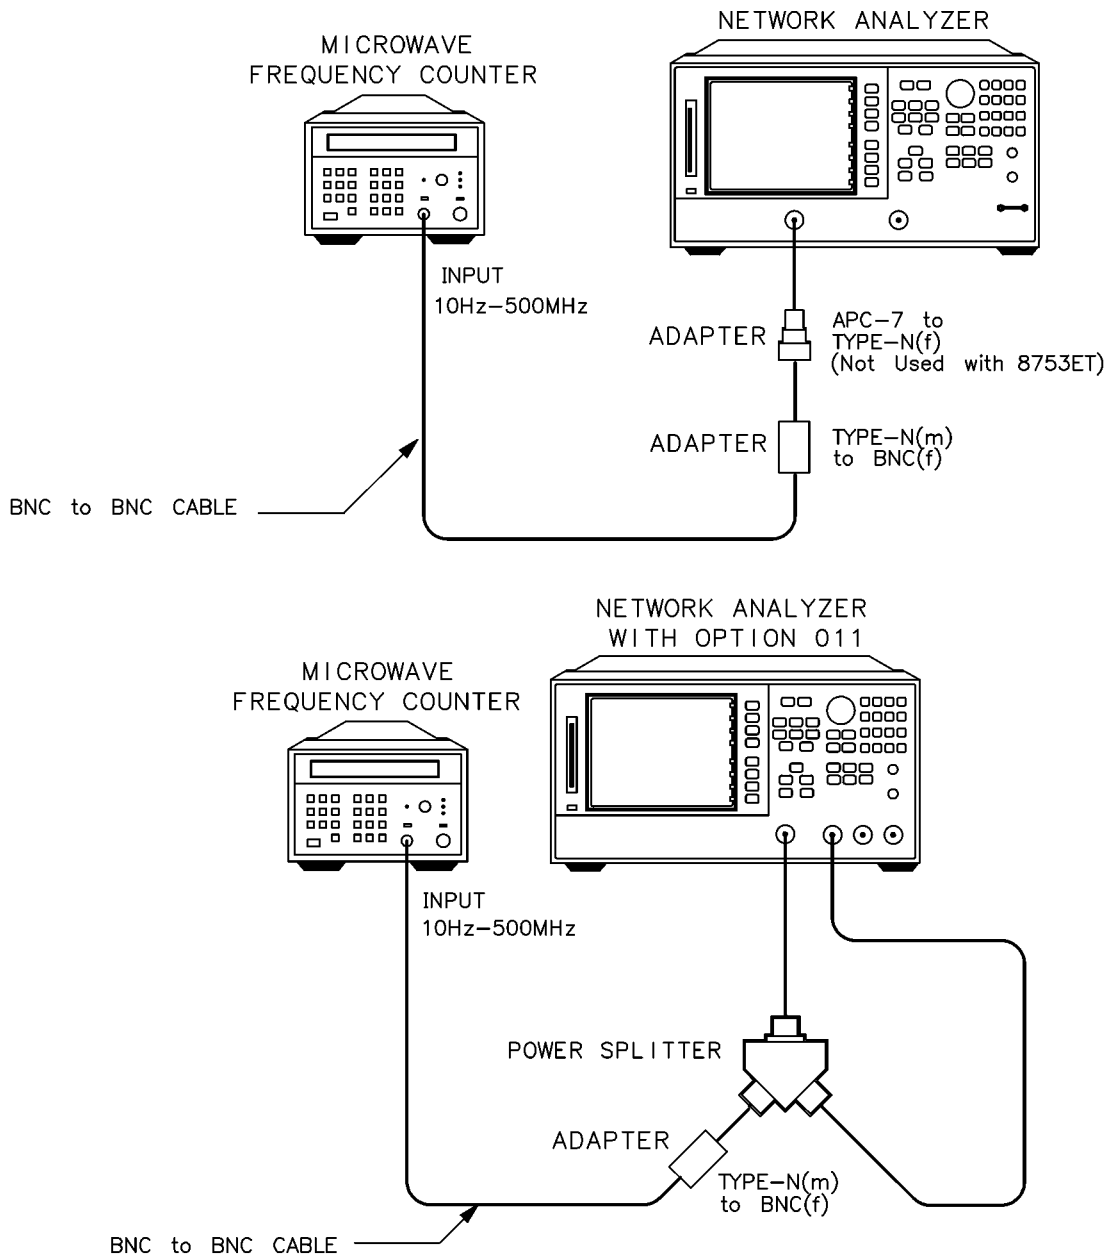 NETWORK ANALYZER
MICROWAVE
FREQUENCY COUNTER
INPUT
10Hz-500MHz
ADAPTER
APC-7 to
TYPE-N(f)
(Not Used with 8753ET)
ADAPTER
TYPE-N(m)
to BNC(f)
BNC to BNC CABLE
NETWORK ANALYZER
WITH OPTION 011
MICROWAVE
FREQUENCY COUNTER
INPUT
10Hz-500MHz
POWER SPLITTER
ADAPTER
TYPE-N(m)
to BNC(f)
BNC to BNC CABLE